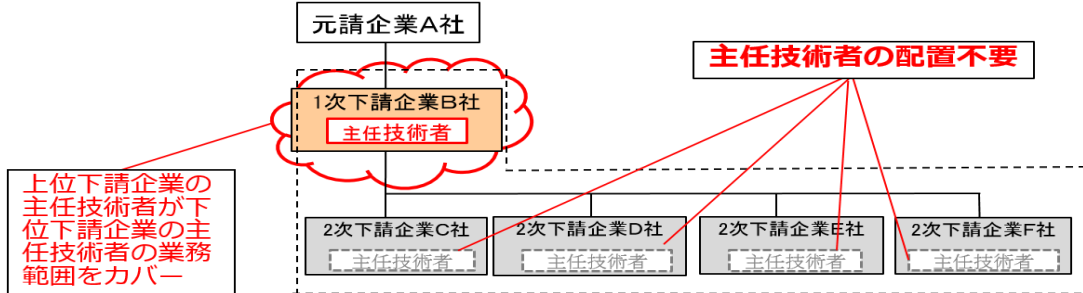 元請企業A社
主任技術者の配置不要
1次下請企業B社
主任技術者
上位下請企業の
主任技術者が下
位下請企業の主
任技術者の業務
範囲をカバー
2次下請企業C社
主任技術者
2次下請企業D社
主任技術者
2次下請企業E社
主任技術者
2次下請企業F社
主任技術者